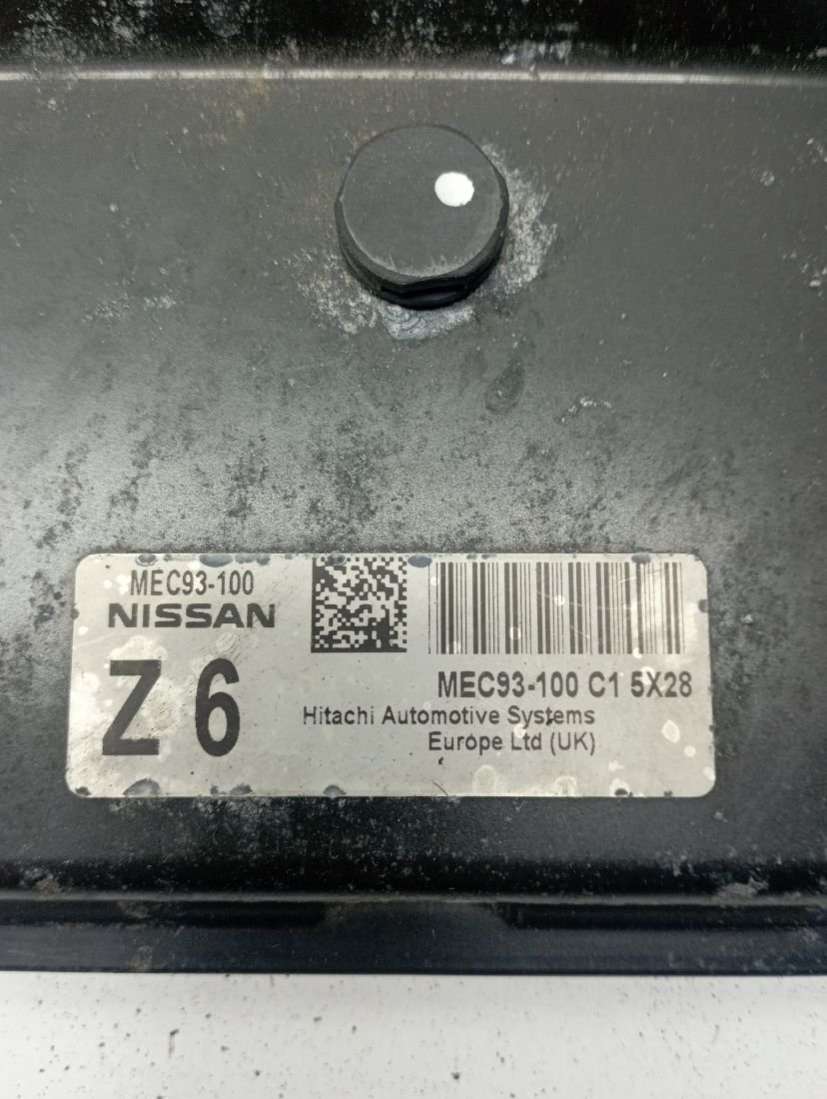 MEC93-100
NISSAN
Z 6
MEC93-100 C1 5X28
Hitachi Automotive Systems
Europe Ltd (UK)